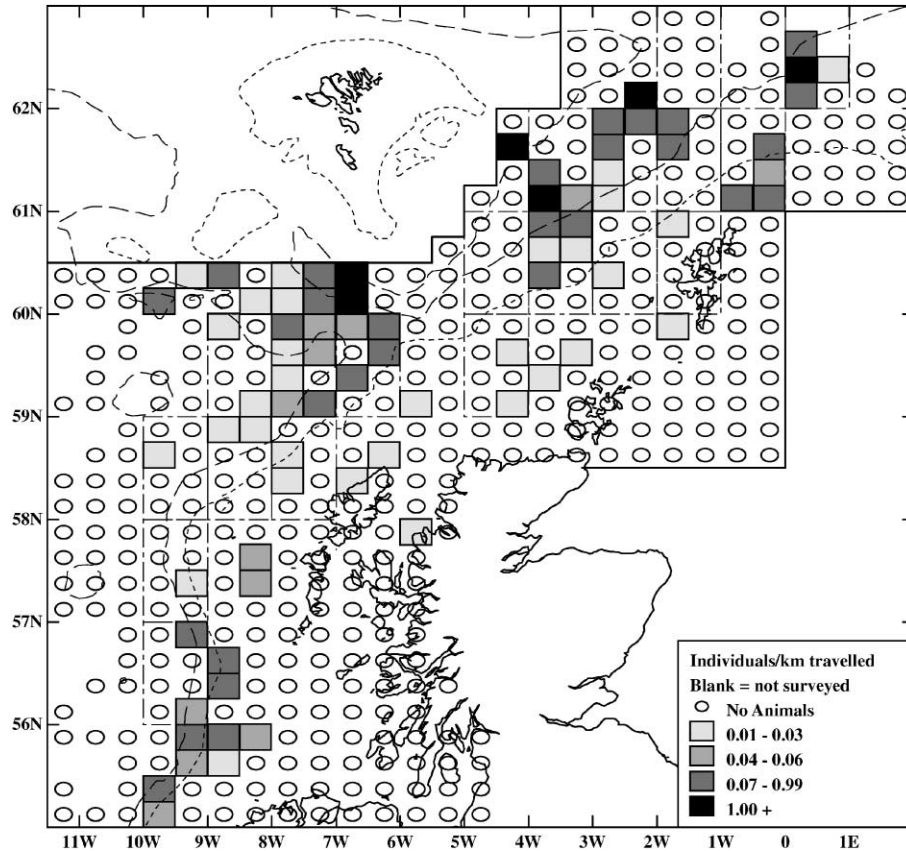 62N
61N
60N
59N
58N
57N
56N
Individuals/km travelled
Blank = not surveyed
No Animals
0.01 - 0.03
0.04 - 0.06
0.07 - 0.99
1.00 +
11W 10W 9W 8W 7W 6W 5W 4W 3W 2W 1W 0 1E